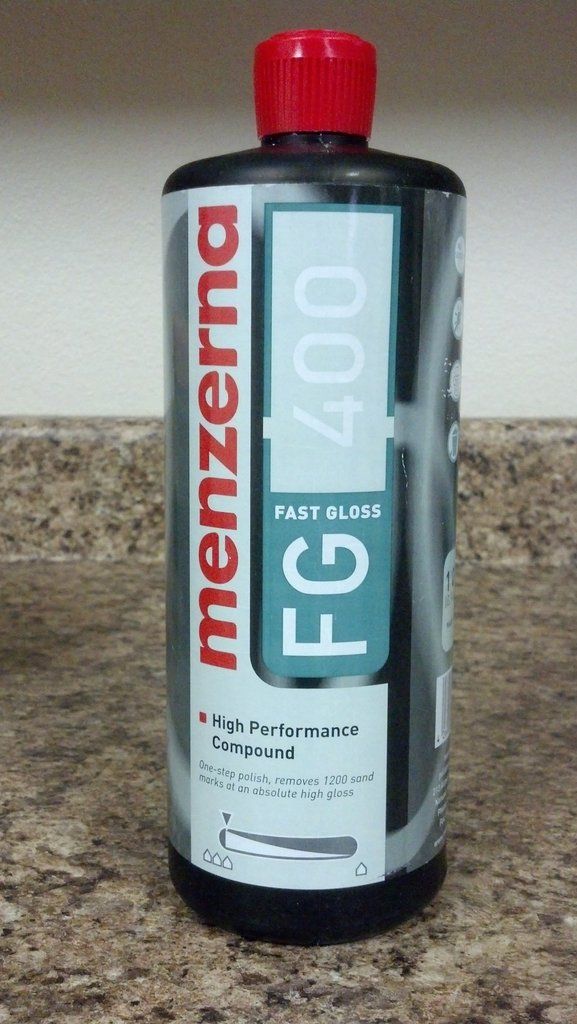 menzerna
FG 400
FAST GLOSS
High Performance
Compound
One-step polish, removes 1200 sand
marks at an absolute high gloss